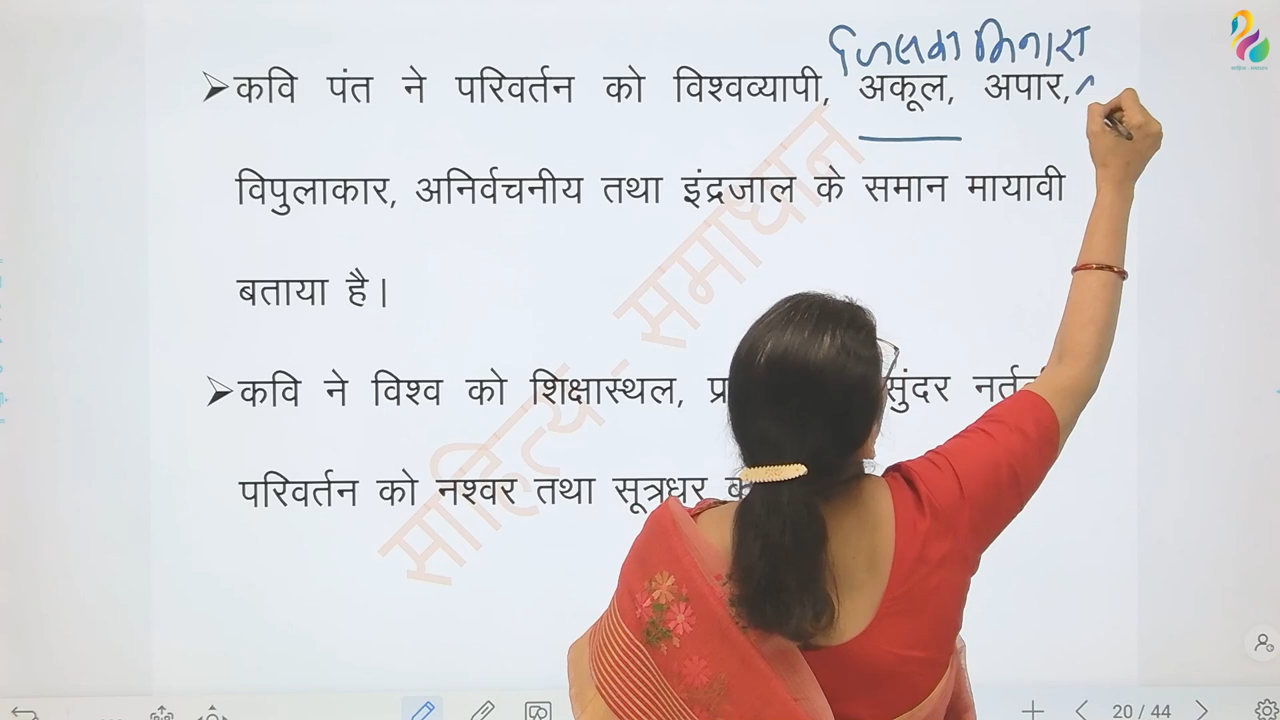 जिसका किनारा
➢ कवि पंत ने परिवर्तन को विश्वव्यापी, अकूल, अपार,
विपुलाकार, अनिर्वचनीय तथा इंद्रजाल के समान मायावी
बताया है।
➢ कवि ने विश्व को शिक्षास्थल, सुंदर
परिवर्तन को नश्वर तथा सूत्रधर
साहित्य - समाधान
20 / 44